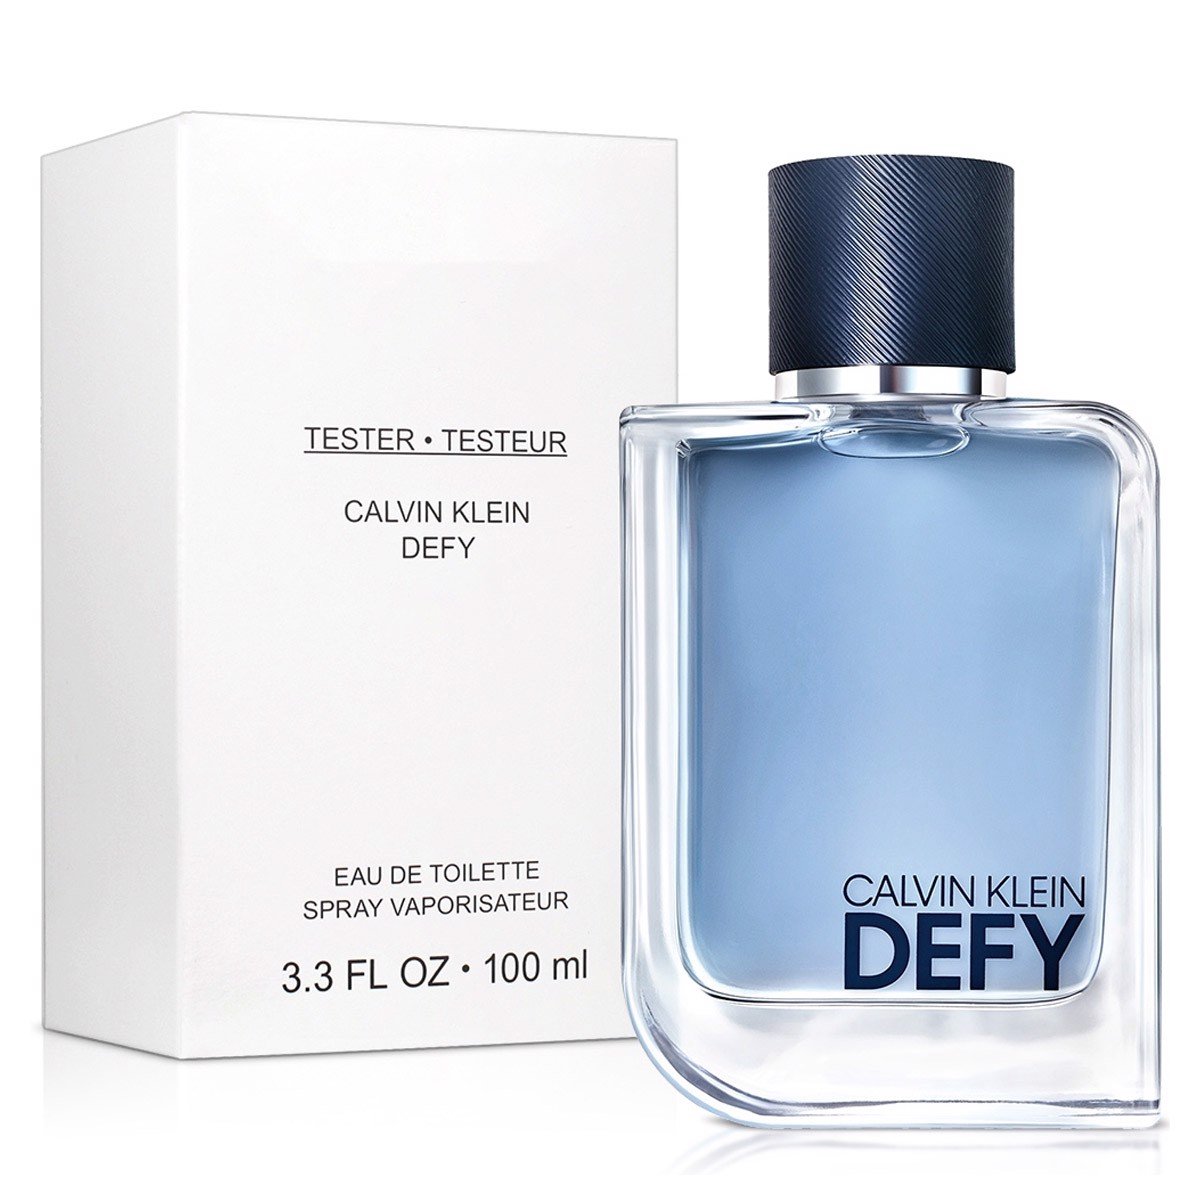 TESTER • TESTEUR
CALVIN KLEIN
DEFY
EAU DE TOILETTE
SPRAY VAPORISATEUR
3.3 FL OZ • 100 ml
CALVIN KLEIN
DEFY